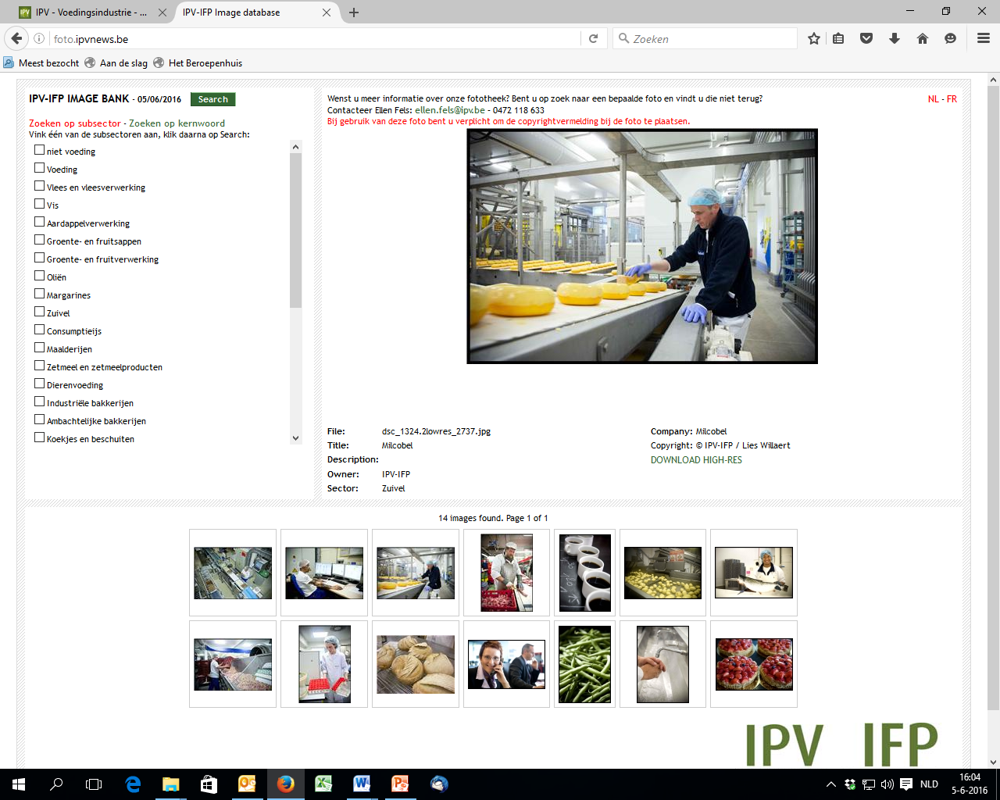 IPV - Voedingsindustrie - ...
IPV-IFP Image database
foto.ipvnews.be
Zoeken
Meest bezocht
Aan de slag
Het Beroepenhuis
IPV-IFP IMAGE BANK - 05/06/2016
Search
Zoeken op subsector - Zoeken op kernwoord
Vink één van de subsectoren aan, klik daarna op Search:
niet voeding
Voeding
Vlees en vleesverwerking
Vis
Aardappelverwerking
Groente- en fruitsappen
Groente- en fruitverwerking
Oliën
Margarines
Zuivel
Consumptieijs
Maalderijen
Zetmeel en zetmeelproducten
Dierenvoeding
Industriële bakkerijen
Ambachtelijke bakkerijen
Koekjes en beschuiten
Wenst u meer informatie over onze fototheek? Bent u op zoek naar een bepaalde foto en vindt u die niet terug?
Contacteer Ellen Fels: ellen.fels@ipv.be - 0472 118 633
Bij gebruik van deze foto bent u verplicht om de copyrightvermelding bij de foto te plaatsen.
NL - FR
File: dsc_1324.2lowres_2737.jpg
Title: Milcobel
Description:
Owner: IPV-IFP
Sector: Zuivel
Company: Milcobel
Copyright: © IPV-IFP / Lies Willaert
DOWNLOAD HIGH-RES
14 images found. Page 1 of 1
IPV IFP
NLD
16:04
5-6-2016